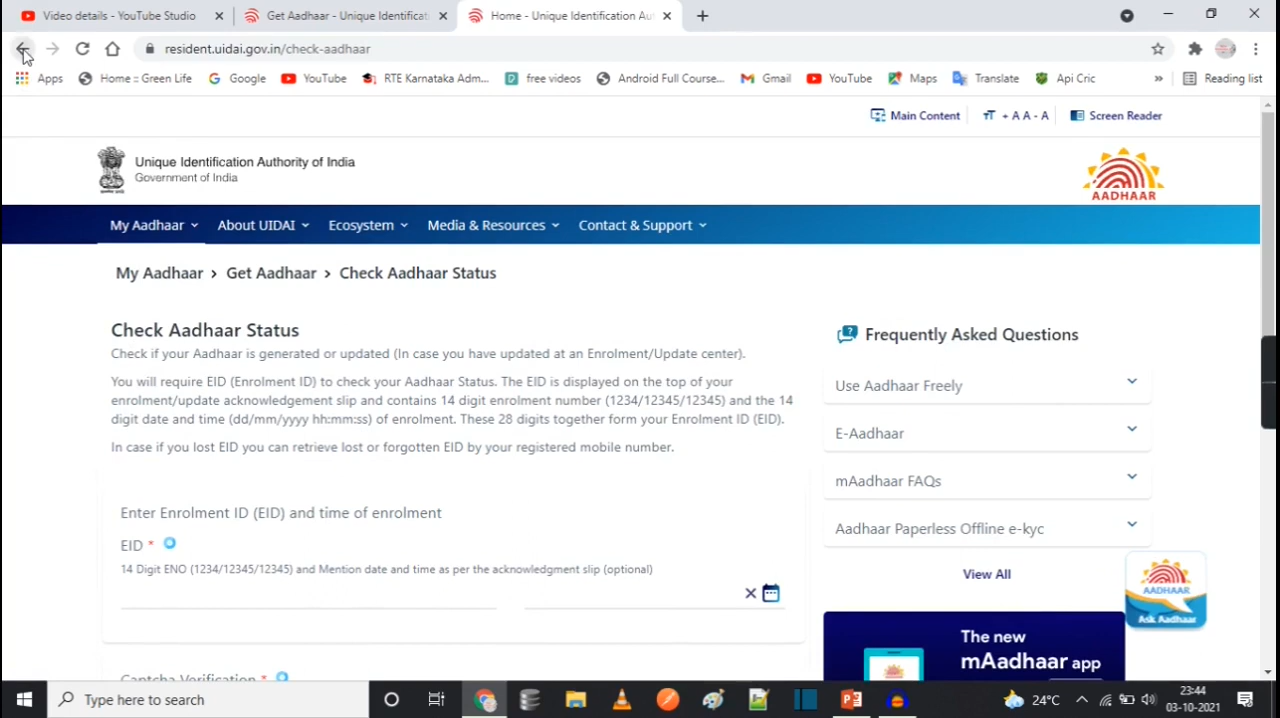 Video details - YouTube Studio
Get Aadhaar - Unique Identificati
Home - Unique Identification Au
resident.uidai.gov.in/check-aadhaar
Apps
Home :: Green Life
Google
YouTube
RTE Karnataka Adm...
free videos
Android Full Course...
Gmail
YouTube
Maps
Translate
Api Cric
»
Reading list
Main Content
TT + A A - A
Screen Reader
Unique Identification Authority of India
Government of India
AADHAAR
My Aadhaar
About UIDAI
Ecosystem
Media & Resources
Contact & Support
My Aadhaar > Get Aadhaar > Check Aadhaar Status
Check Aadhaar Status
Check if your Aadhaar is generated or updated (In case you have updated at an Enrolment/Update center).
You will require EID (Enrolment ID) to check your Aadhaar Status. The EID is displayed on the top of your
enrolment/update acknowledgement slip and contains 14 digit enrolment number (1234/12345/12345) and the 14
digit date and time (dd/mm/yyyy hh:mm:ss) of enrolment. These 28 digits together form your Enrolment ID (EID).
In case if you lost EID you can retrieve lost or forgotten EID by your registered mobile number.
Enter Enrolment ID (EID) and time of enrolment
EID *
14 Digit ENO (1234/12345/12345) and Mention date and time as per the acknowledgment slip (optional)
Captcha Verification *
Frequently Asked Questions
Use Aadhaar Freely
E-Aadhaar
mAadhaar FAQs
Aadhaar Paperless Offline e-kyc
View All
AADHAAR
Ask Aadhaar
The new
mAadhaar app
Type here to search
24°C
23:44
03-10-2021